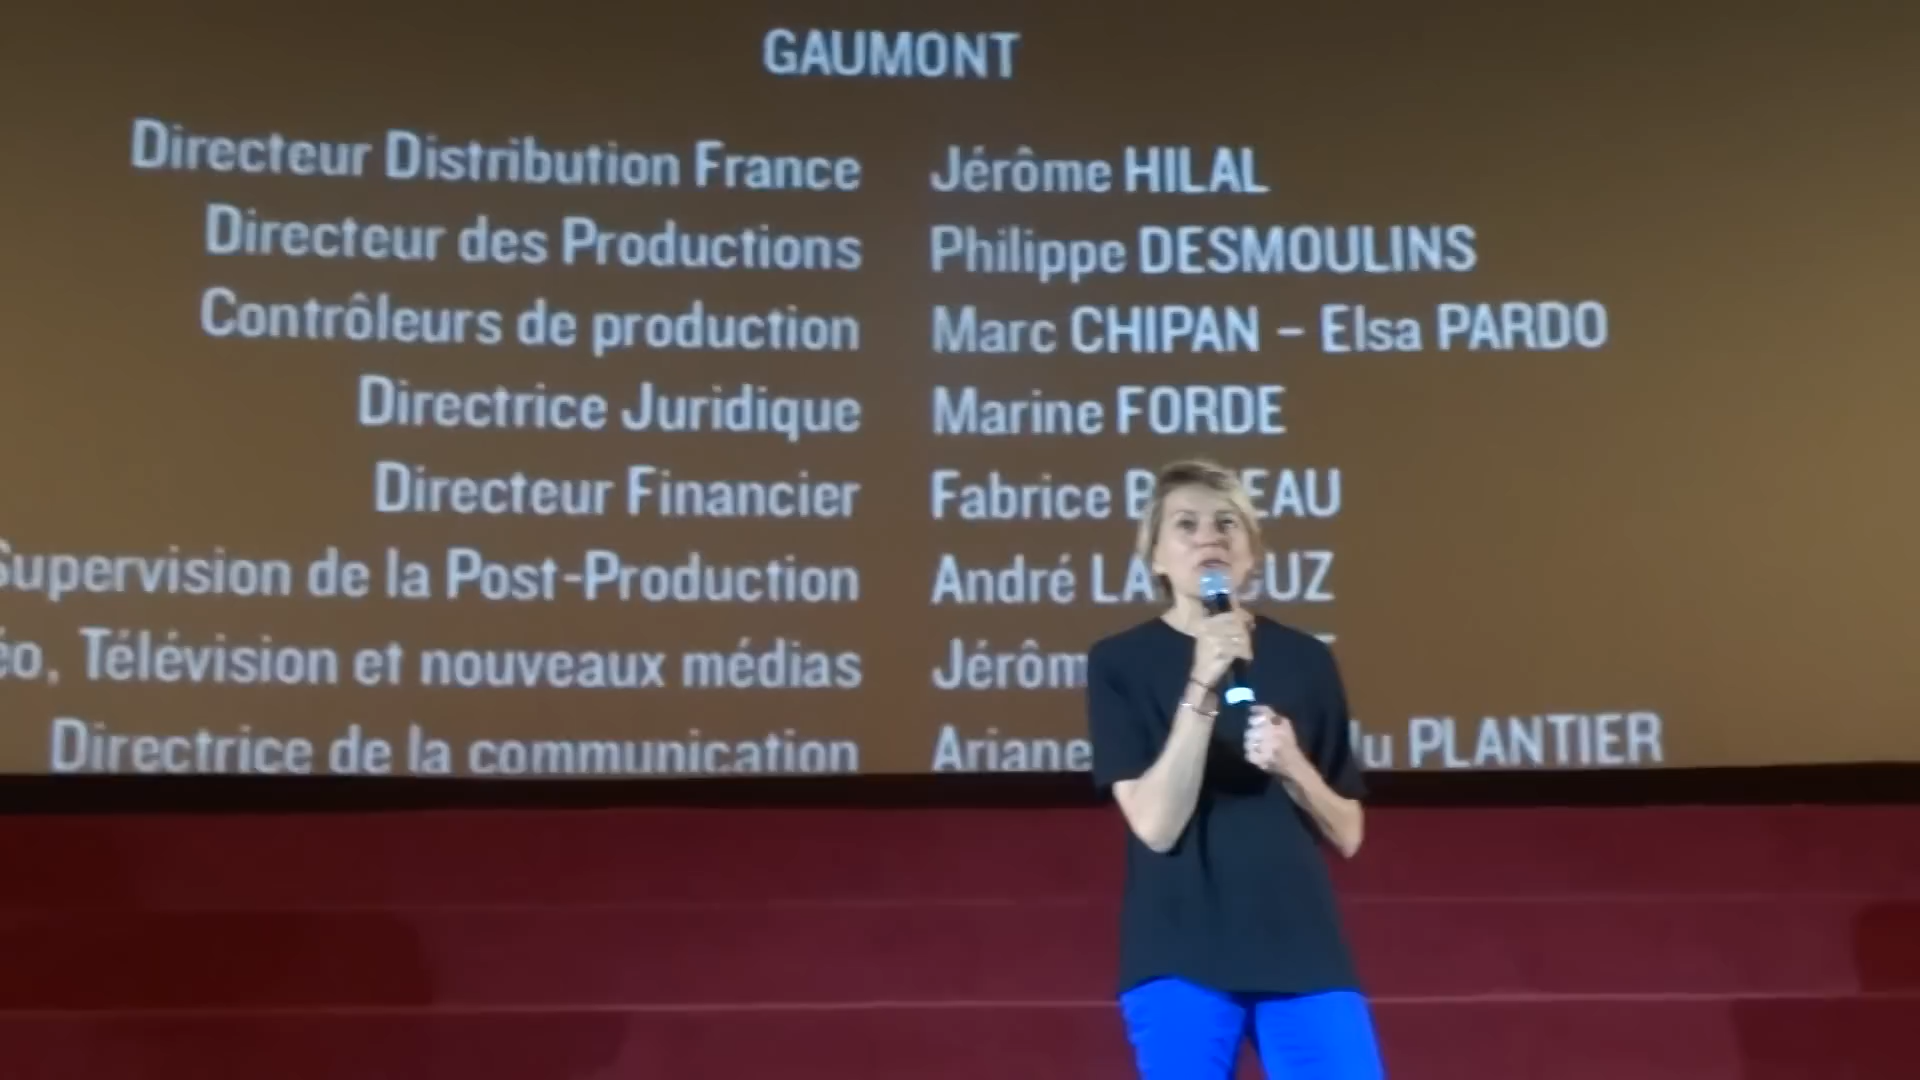 GAUMONT
Directeur Distribution France Jérôme HILAL
Directeur des Productions Philippe DESMOULINS
Contrôleurs de production Marc CHIPAN – Elsa PARDO
Directrice Juridique Marine FORDE
Directeur Financier Fabrice
Supervision de la Post-Production André
Télévision et nouveaux médias
Directrice de la communication Ariane PLANTIER